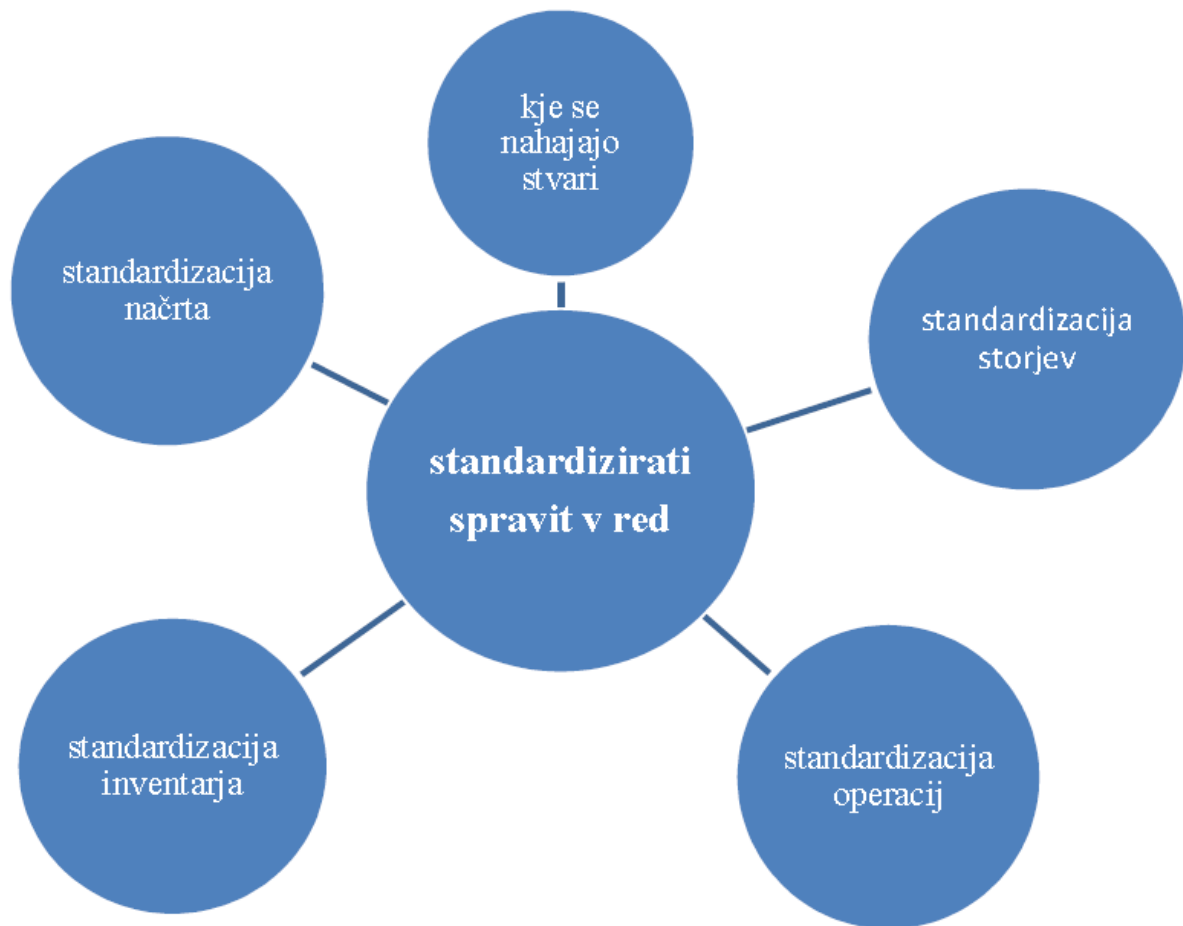 kje se
nahajajo
stvari
standardizacija
načrta
standardizacija
storjev
standardizirati
spravit v red
standardizacija
inventarja
standardizacija
operacij